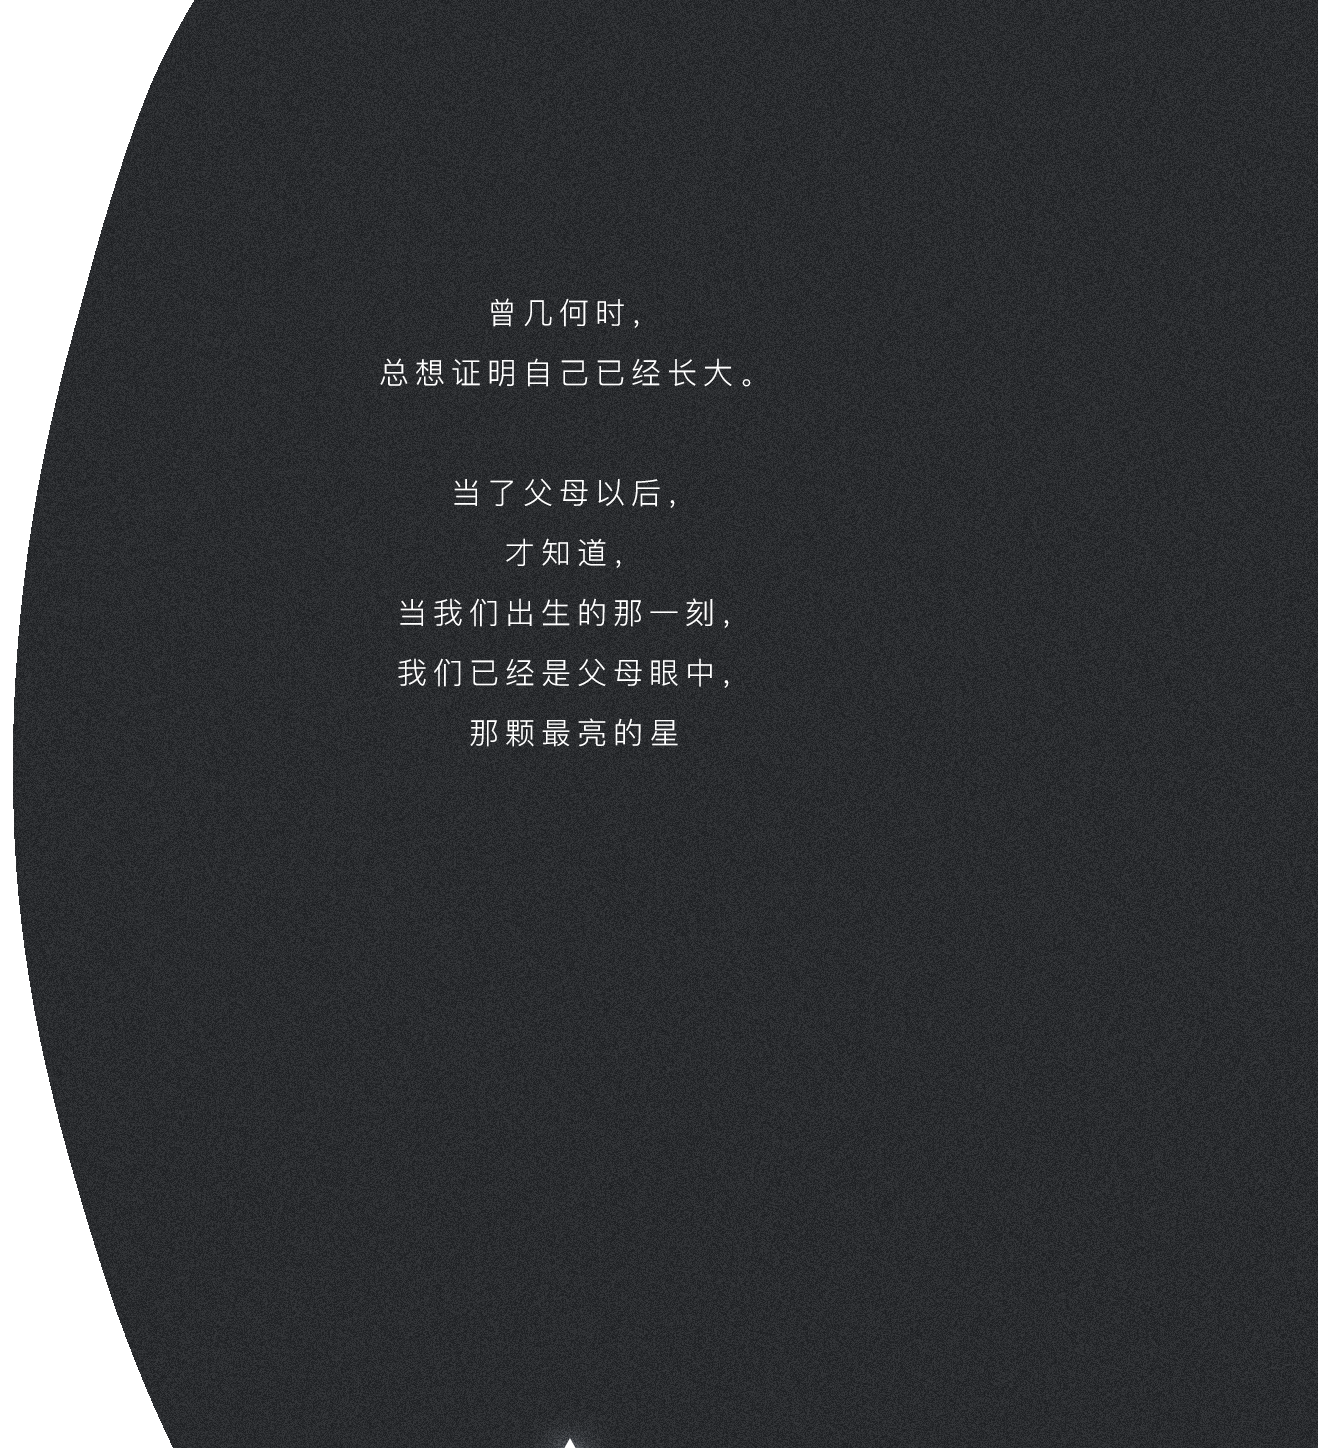 曾几何时，
总想证明自己已经长大。
当了父母以后，
才知道，
当我们出生的那一刻，
我们已经是父母眼中，
那颗最亮的星